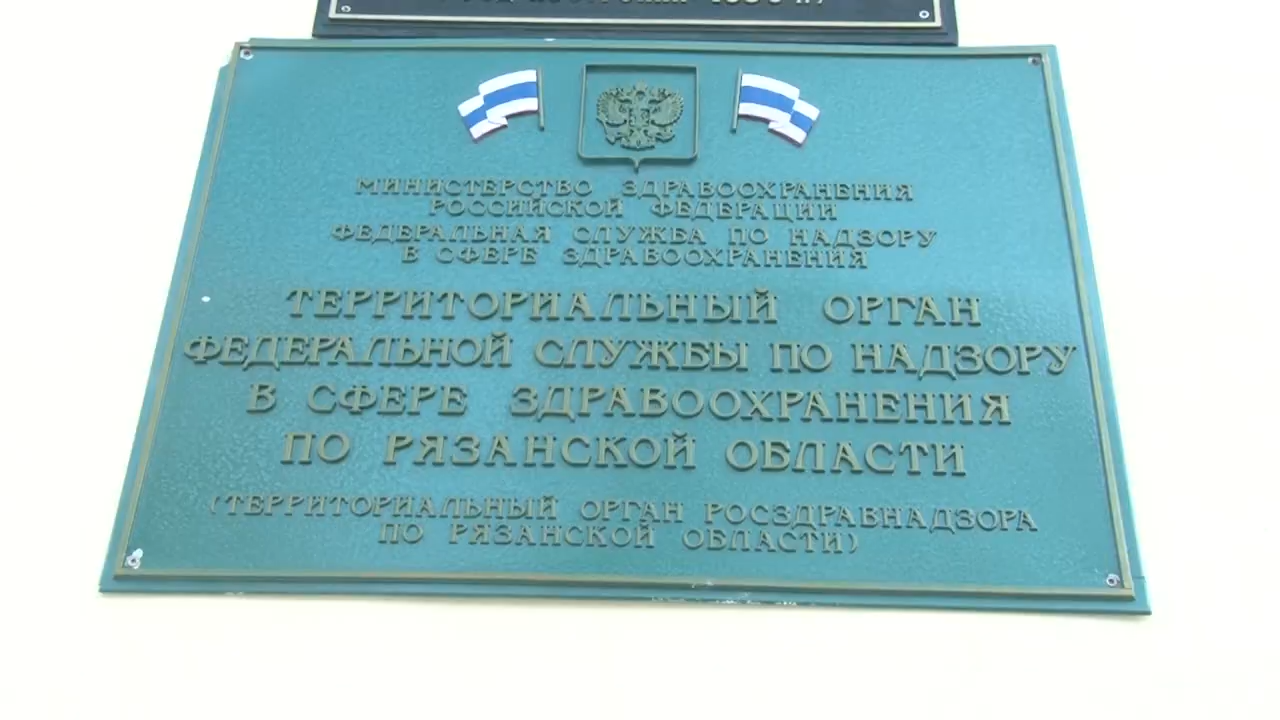 МИНИСТЕРСТВО ЗДРАВООХРАНЕНИЯ
РОССИЙСКОЙ ФЕДЕРАЦИИ
ФЕДЕРАЛЬНАЯ СЛУЖБА ПО НАДЗОРУ
В СФЕРЕ ЗДРАВООХРАНЕНИЯ
ТЕРРИТОРИАЛЬНЫЙ ОРГАН
ФЕДЕРАЛЬНОЙ СЛУЖБЫ ПО НАДЗОРУ
В СФЕРЕ ЗДРАВООХРАНЕНИЯ
ПО РЯЗАНСКОЙ ОБЛАСТИ
(ТЕРРИТОРИАЛЬНЫЙ ОРГАН РОСЗДРАВНАДЗОРА
ПО РЯЗАНСКОЙ ОБЛАСТИ)